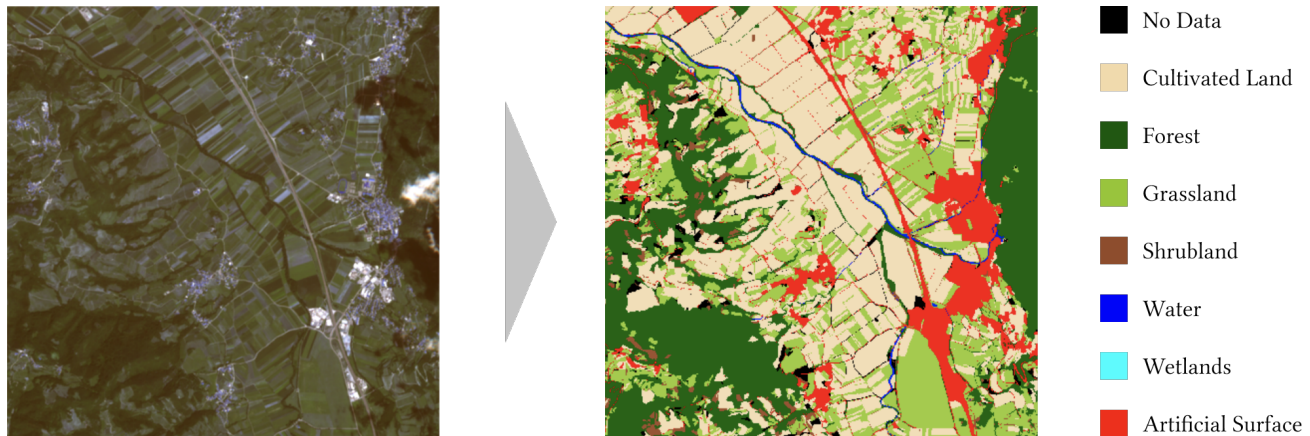 No Data
Cultivated Land
Forest
Grassland
Shrubland
Water
Wetlands
Artificial Surface